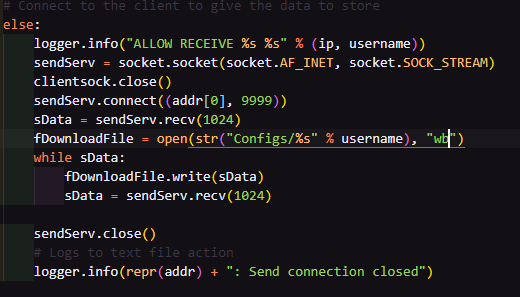 # Connect to the client to give the data to store
else:
logger.info("ALLOW RECEIVE %s %s" % (ip, username))
sendServ = socket.socket(socket.AF_INET, socket.SOCK_STREAM)
clientsock.close()
sendServ.connect((addr[0], 9999))
sData = sendServ.recv(1024)
fDownloadFile = open(str("Configs/%s" % username), "wb")
while sData:
fDownloadFile.write(sData)
sData = sendServ.recv(1024)
sendServ.close()
# Logs to text file action
logger.info(repr(addr) + ": Send connection closed")